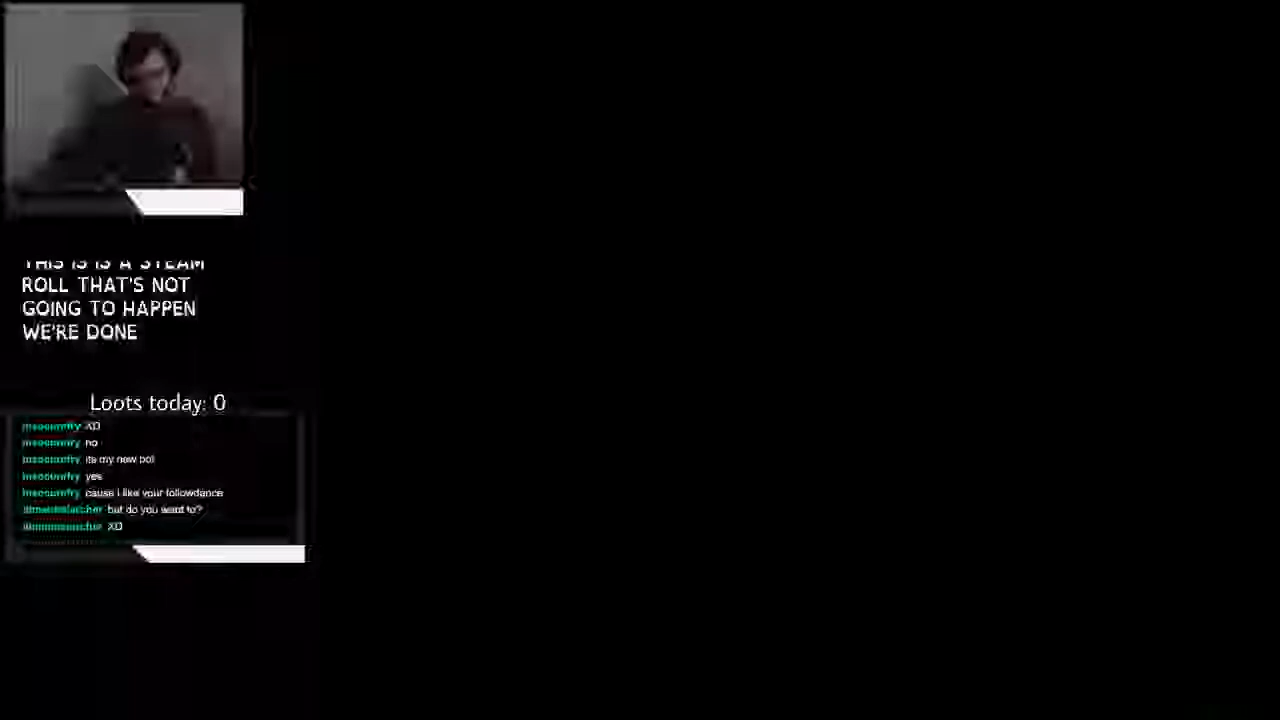 THIS IS IS A STEAM
ROLL THAT'S NOT
GOING TO HAPPEN
WE'RE DONE
Loots today: 0
XD
no
its my new bol
yes
cause i like your followdance
but do you want to?
XD